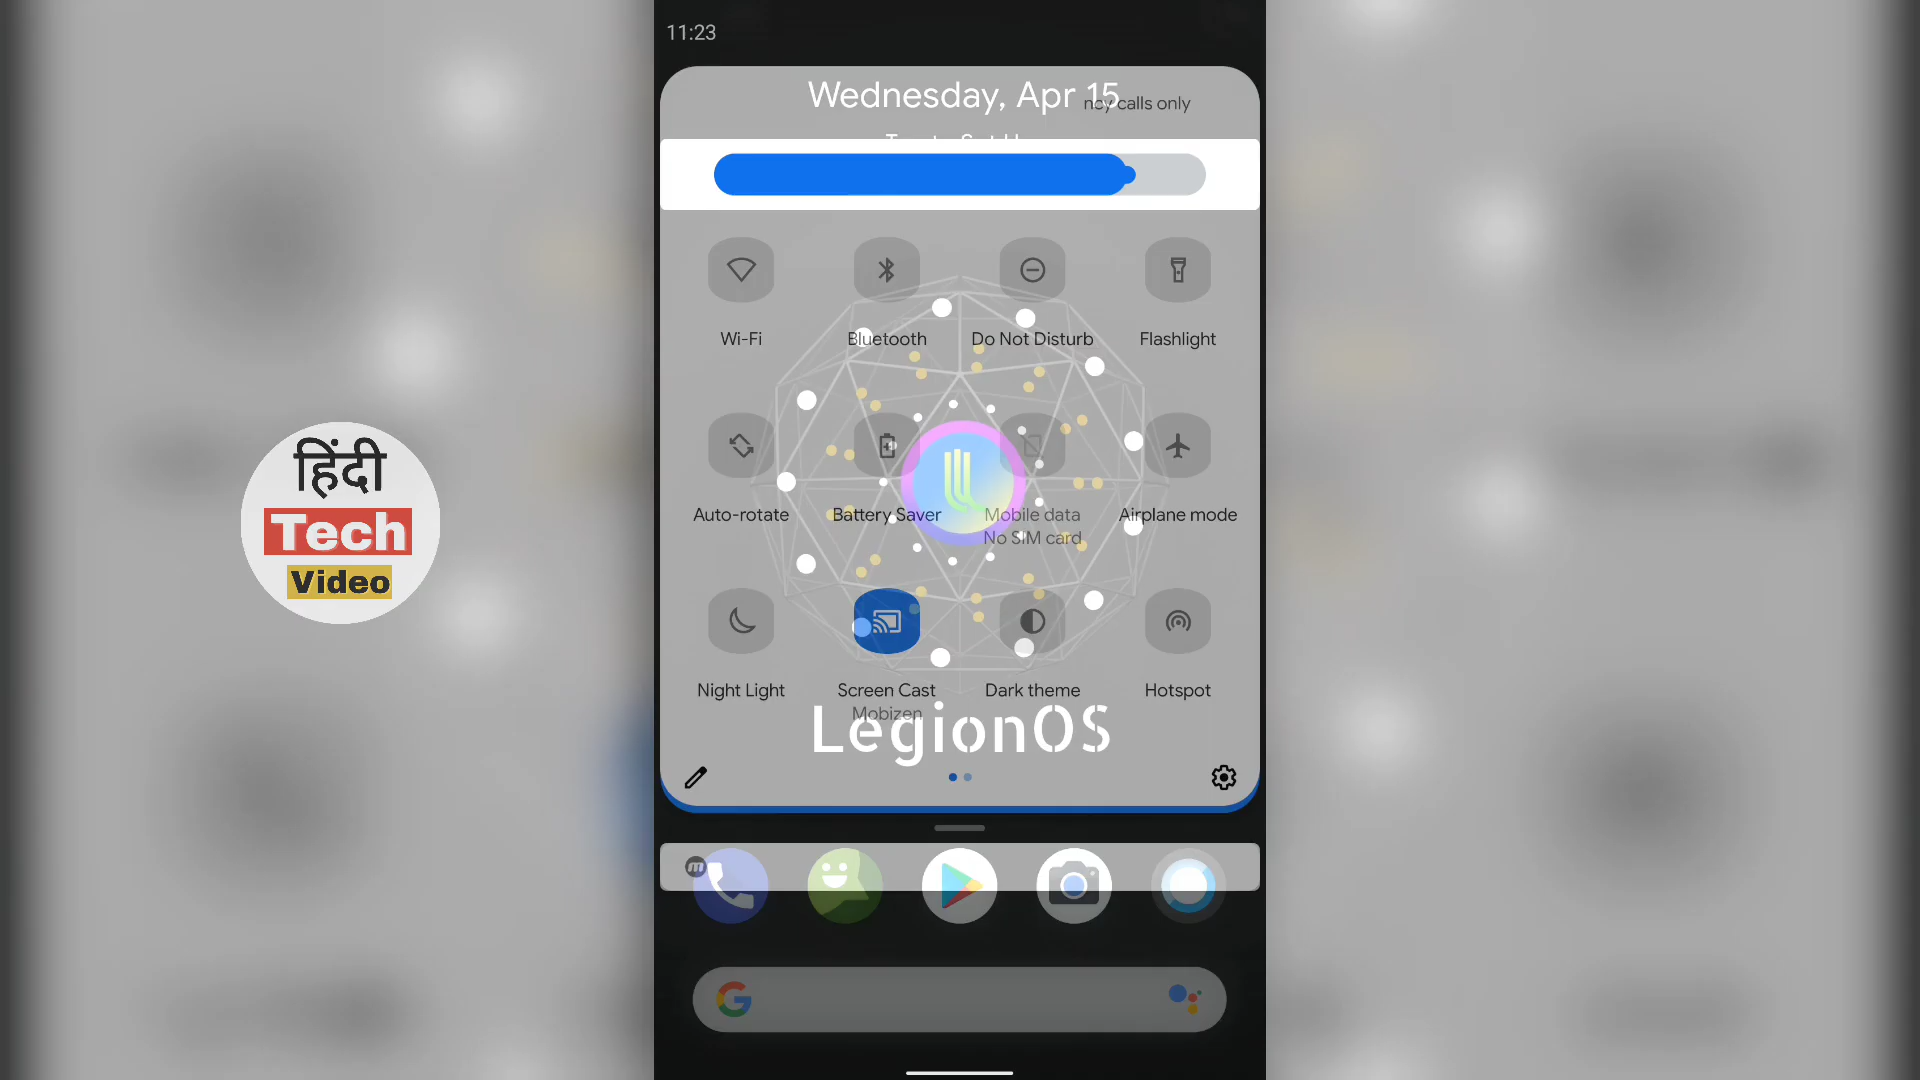 11:23
Wednesday, Apr 15
ncy calls only
Wi-Fi
Bluetooth
Do Not Disturb
Flashlight
Auto-rotate
Battery Saver
Mobile data
No SIM card
Airplane mode
Night Light
Screen Cast
Mobizen
Dark theme
Hotspot
LegionOS
हिंदी
Tech
Video